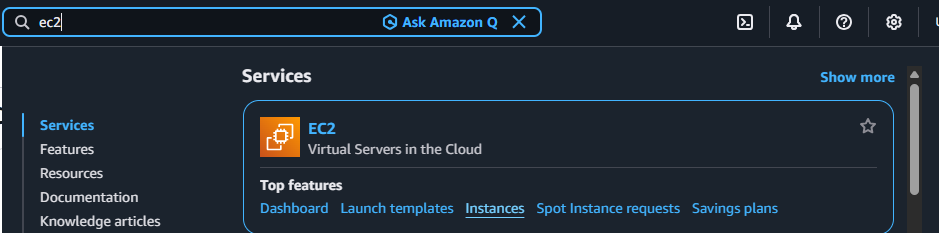 ec2 Ask Amazon Q
Services Show more
Services
Features
Resources
Documentation
Knowledge articles
EC2
Virtual Servers in the Cloud
Top features
Dashboard Launch templates Instances Spot Instance requests Savings plans